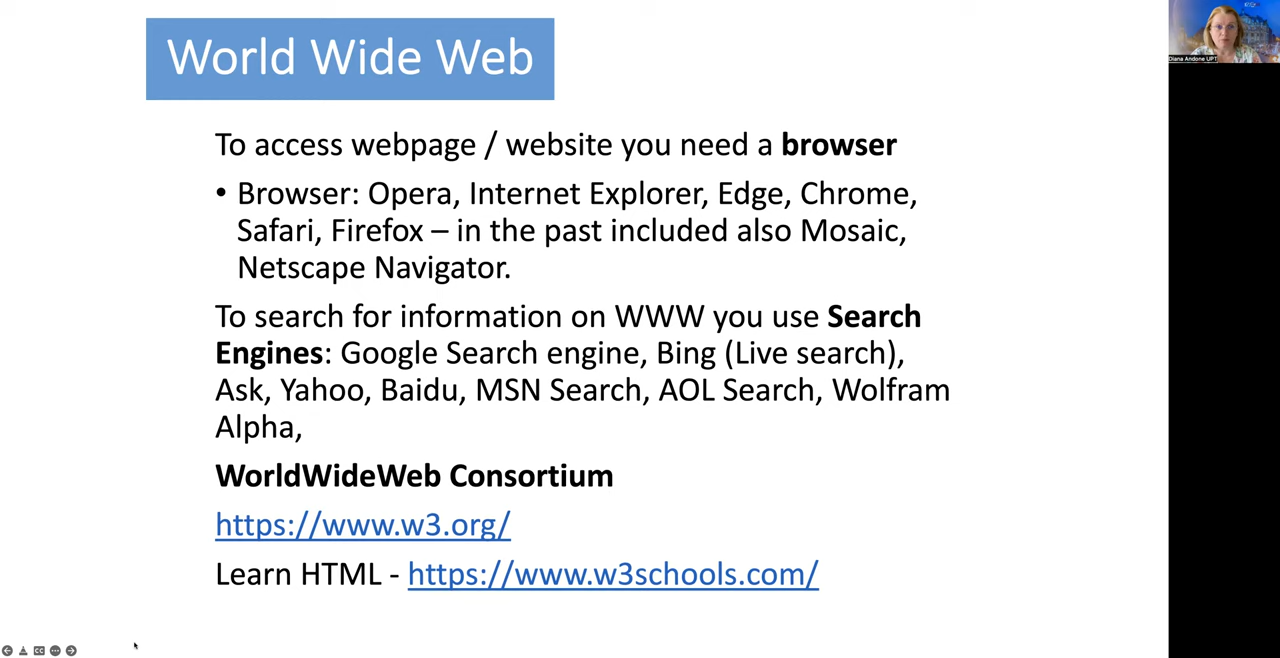 World Wide Web
Diana Andone UPT
To access webpage / website you need a browser
• Browser: Opera, Internet Explorer, Edge, Chrome,
Safari, Firefox – in the past included also Mosaic,
Netscape Navigator.
To search for information on WWW you use Search
Engines: Google Search engine, Bing (Live search),
Ask, Yahoo, Baidu, MSN Search, AOL Search, Wolfram
Alpha,
WorldWideWeb Consortium
https://www.w3.org/
Learn HTML - https://www.w3schools.com/